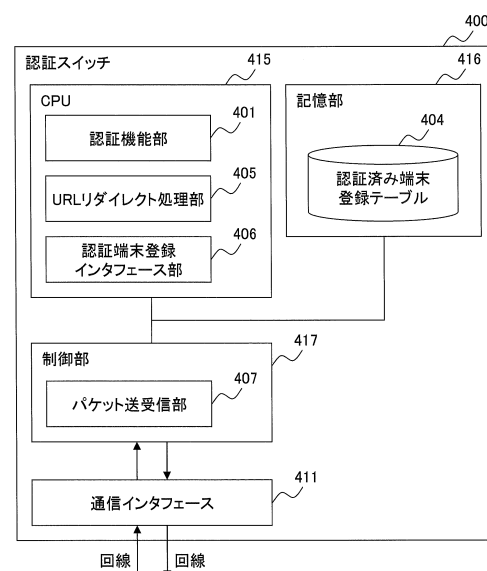 400
認証スイッチ
415
416
CPU
記憶部
認証機能部
401
404
認証済み端末
登録テーブル
URLリダイレクト処理部
405
認証端末登録
インタフェース部
406
制御部
417
パケット送受信部
407
通信インタフェース
411
回線
回線